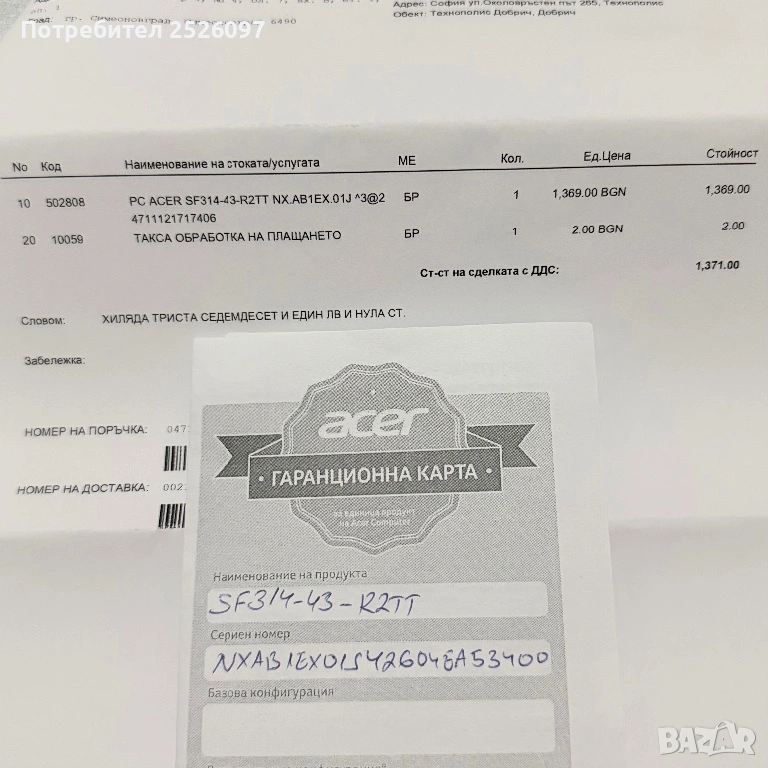 Потребител 2526097
гр. Симеоновград
6490
Адрес: София ул.Околовръстен път 265, Технополис
Обект: Технополис Добрич, Добрич
No Код Наименование на стоката/услугата МЕ Кол. Ед.Цена Стойност
10 502808 PC ACER SF314-43-R2TT NX.AB1EX.01J ^3@2 БР 1 1,369.00 BGN 1,369.00
4711121717406
20 10059 ТАКСА ОБРАБОТКА НА ПЛАЩАНЕТО БР 1 2.00 BGN 2.00
Ст-ст на сделката с ДДС: 1,371.00
Словом: ХИЛЯДА ТРИСТА СЕДЕМДЕСЕТ И ЕДИН ЛВ И НУЛА СТ.
Забележка:
НОМЕР НА ПОРЪЧКА: 047
НОМЕР НА ДОСТАВКА: 002
acer
• ГАРАНЦИОННА КАРТА •
за единица продукт
на Acer Computer
Наименование на продукта
SF314-43-R2TT
Сериен номер
NXAB1EX01J42604EA53400
Базова конфигурация
BAZAR